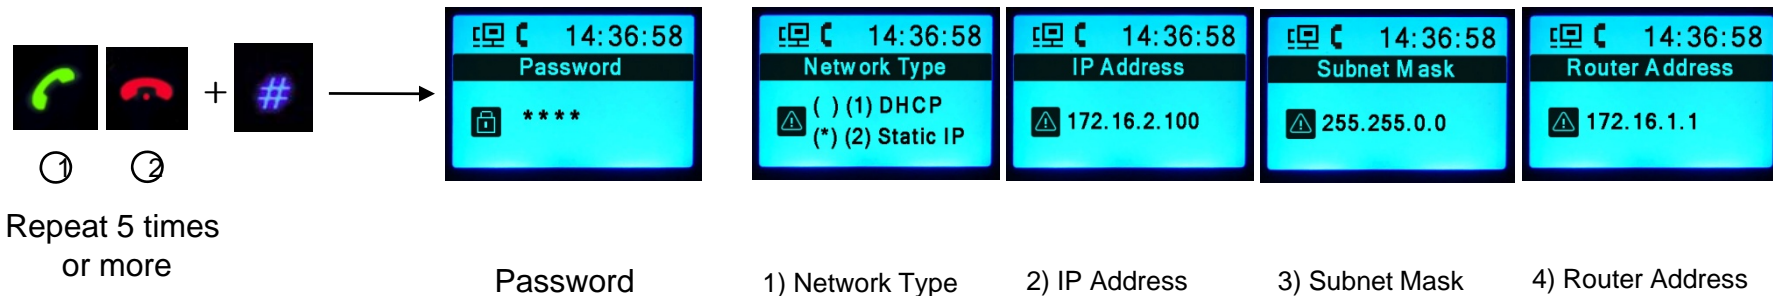 + #
1 2
Repeat 5 times
or more
14:36:58
Password
****
Password
14:36:58
Network Type
( ) (1) DHCP
(*) (2) Static IP
1) Network Type
14:36:58
IP Address
172.16.2.100
2) IP Address
14:36:58
Subnet Mask
255.255.0.0
3) Subnet Mask
14:36:58
Router Address
172.16.1.1
4) Router Address